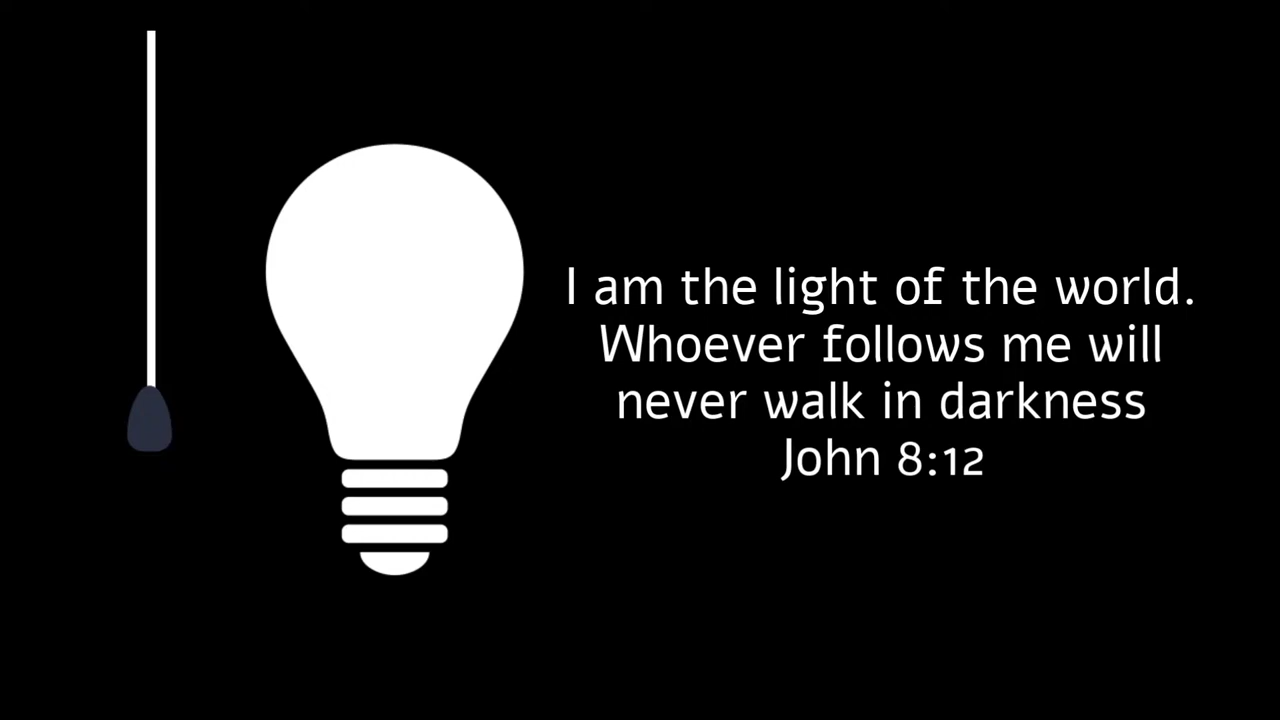 I am the light of the world.
Whoever follows me will
never walk in darkness
John 8:12